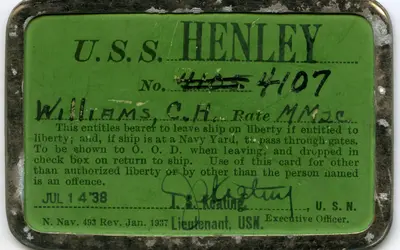 U.S.S. HENLEY
No. 4107
WILLIAMS, C.H. Rate MM2c
This entitles bearer to leave ship on liberty if entitled to
liberty; and, if ship is at a Navy Yard, to pass through gates.
To be shown to O. O. D. when leaving, and dropped in
check box on return to ship. Use of this card for other
than authorized liberty or by other than the person named
is an offence.
JUL 14 '38 Keating , U. S. N.
Keating
N. Nav. 493 Rev. Jan. 1937 Lieutenant, USN. Executive Officer.